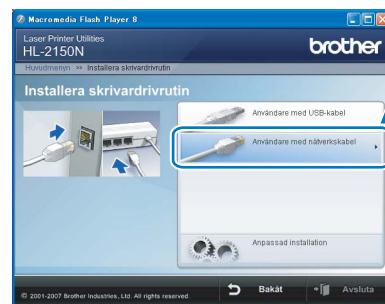 Macromedia Flash Player 8
Laser Printer Utilities
HL-2150N
brother
Huvudmenyn >> Installera skrivardrivrutin
Installera skrivardrivrutin
Användare med USB-kabel
Användare med nätverkskabel
Anpassad installation
© 2001-2007 Brother Industries, Ltd. All rights reserved
Bakåt
Avsluta